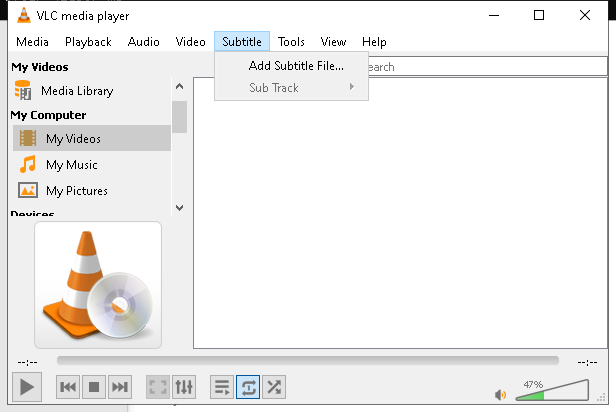 VLC media player
Media Playback Audio Video Subtitle Tools View Help
My Videos
Add Subtitle File...
Media Library
Sub Track
My Computer
My Videos
My Music
My Pictures
Devices
--:-- --:--
47%